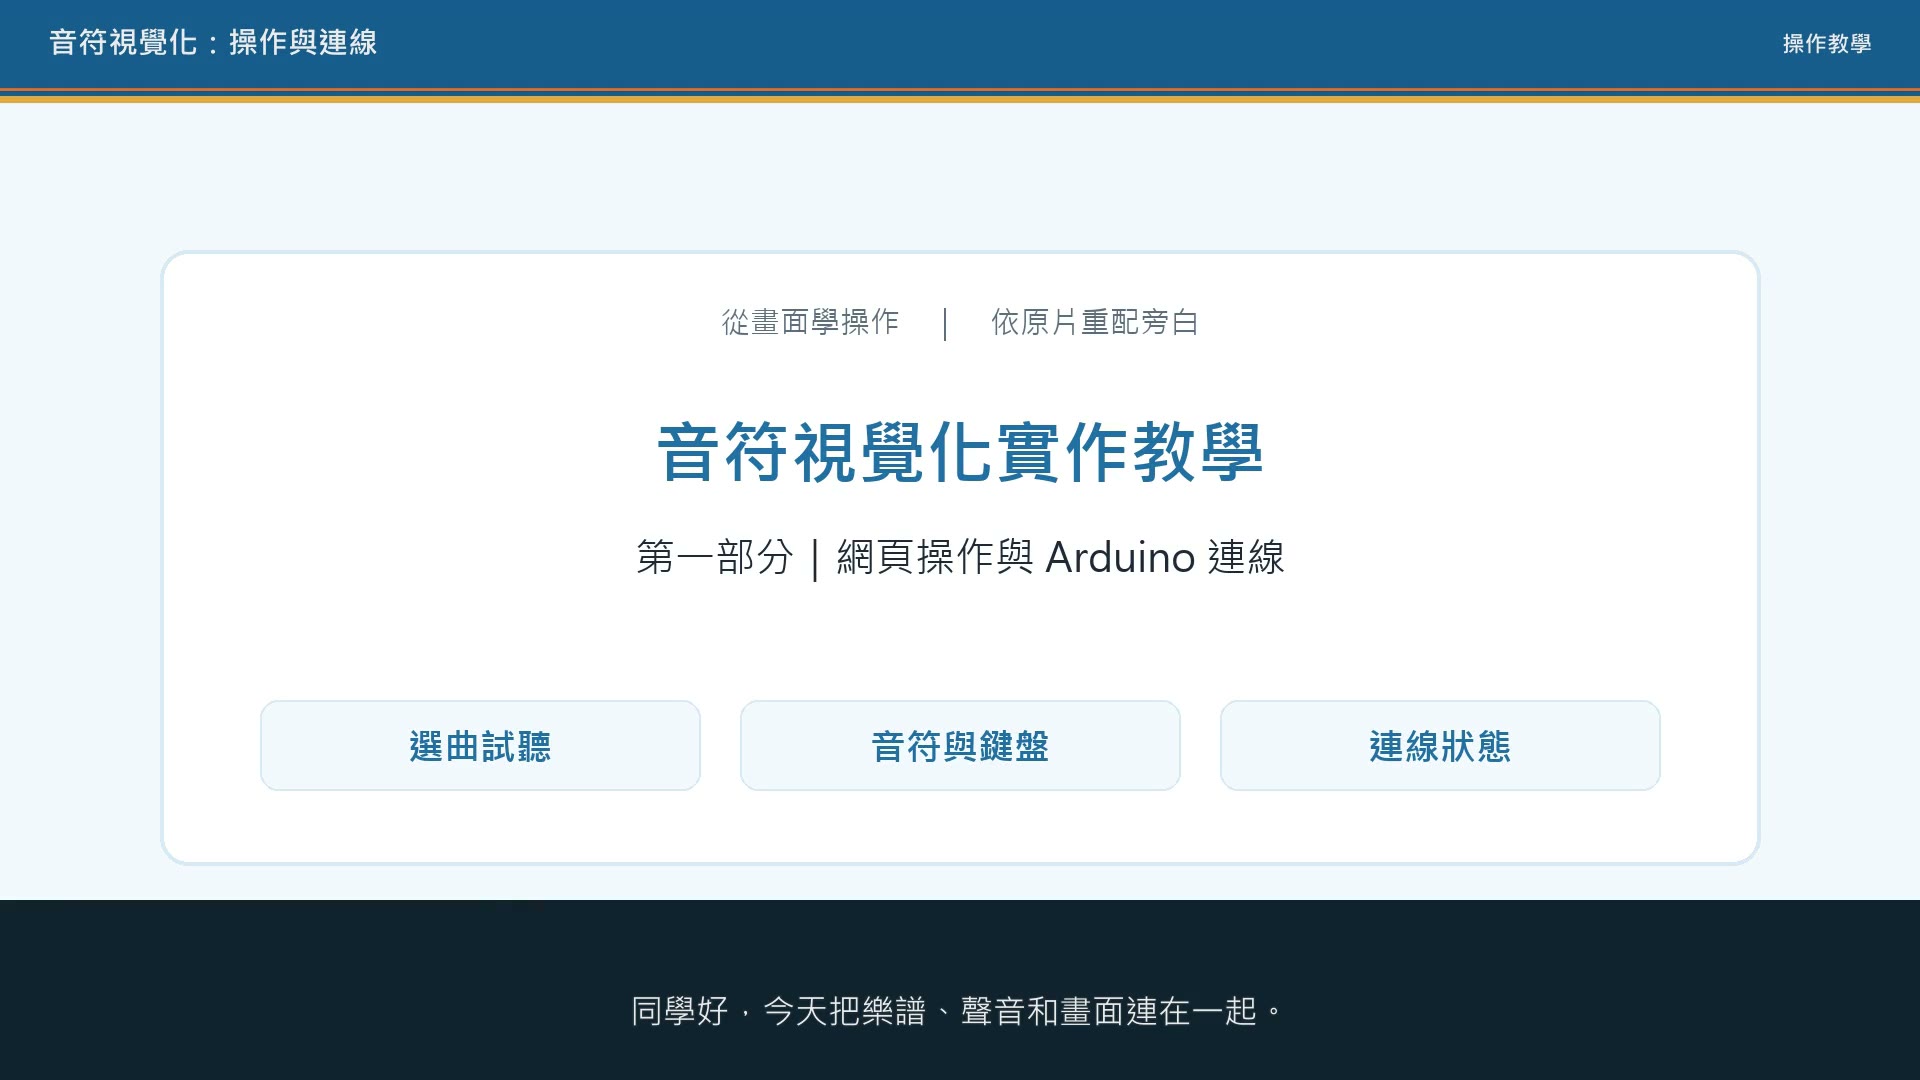 音符視覺化：操作與連線
操作教學
從畫面學操作 | 依原片重配旁白
音符視覺化實作教學
第一部分 | 網頁操作與 Arduino 連線
選曲試聽
音符與鍵盤
連線狀態
同學好，今天把樂譜、聲音和畫面連在一起。